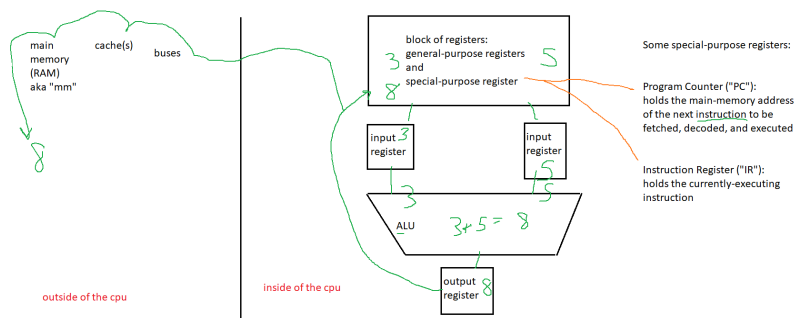 main
memory
(RAM)
aka "mm"
cache(s)
buses
8
outside of the cpu
inside of the cpu
block of registers:
general-purpose registers
and
special-purpose register
3
8
5
input
register
3
input
register
5
3
5
ALU
3+5= 8
output
register
8
Some special-purpose registers:
Program Counter ("PC"):
holds the main-memory address
of the next instruction to be
fetched, decoded, and executed
Instruction Register ("IR"):
holds the currently-executing
instruction